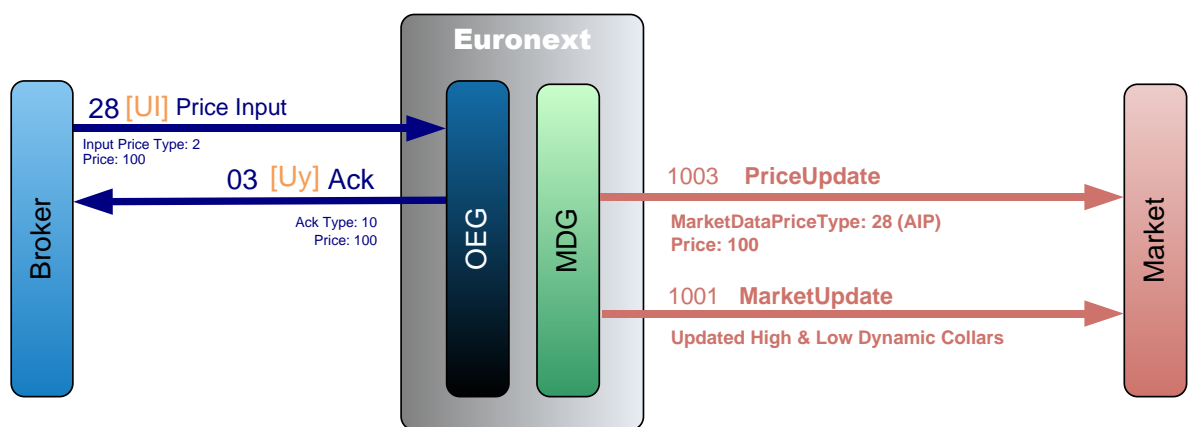 Euronext
28 [UI] Price Input
Input Price Type: 2
Price: 100
03 [Uy] Ack
Ack Type: 10
Price: 100
Broker
OEG
MDG
1003 PriceUpdate
MarketDataPriceType: 28 (AIP)
Price: 100
1001 MarketUpdate
Updated High & Low Dynamic Collars
Market